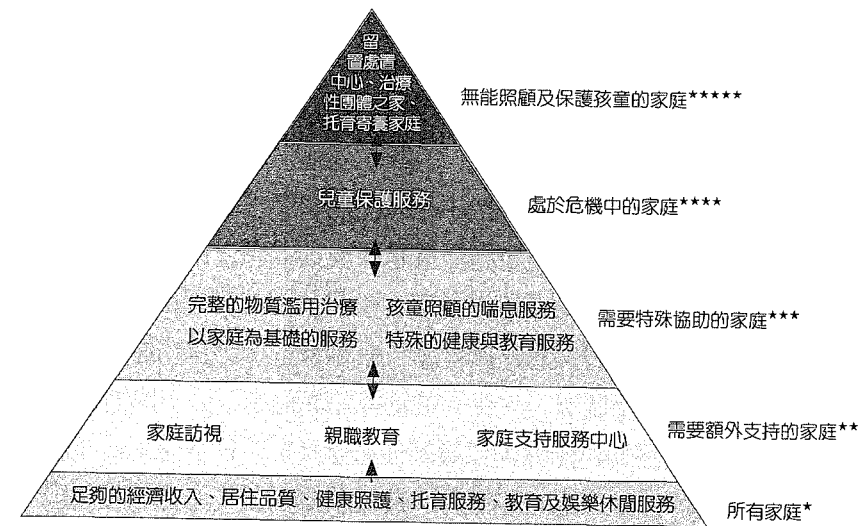 留
置處置
中心、治療
性團體之家、
托育寄養家庭
無能照顧及保護孩童的家庭★★★★★
兒童保護服務
處於危機中的家庭★★★★
完整的物質濫用治療 孩童照顧的喘息服務
以家庭為基礎的服務 特殊的健康與教育服務
需要特殊協助的家庭★★★
家庭訪視 親職教育 家庭支持服務中心
需要額外支持的家庭★★
足夠的經濟收入、居住品質、健康照護、托育服務、教育及娛樂休閒服務
所有家庭★